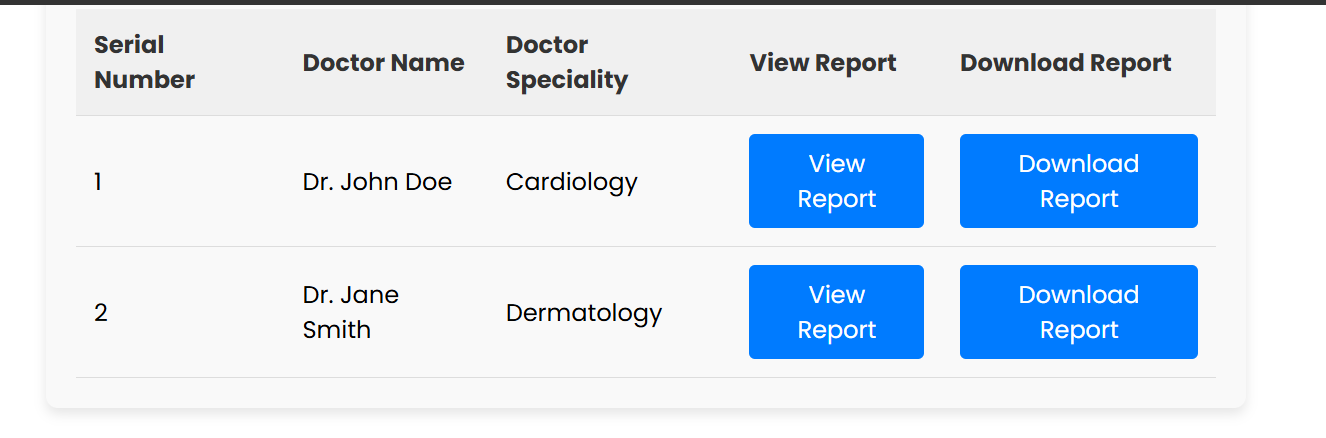 Serial Number Doctor Name Doctor Speciality View Report Download Report
1 Dr. John Doe Cardiology View Report Download Report
2 Dr. Jane Smith Dermatology View Report Download Report